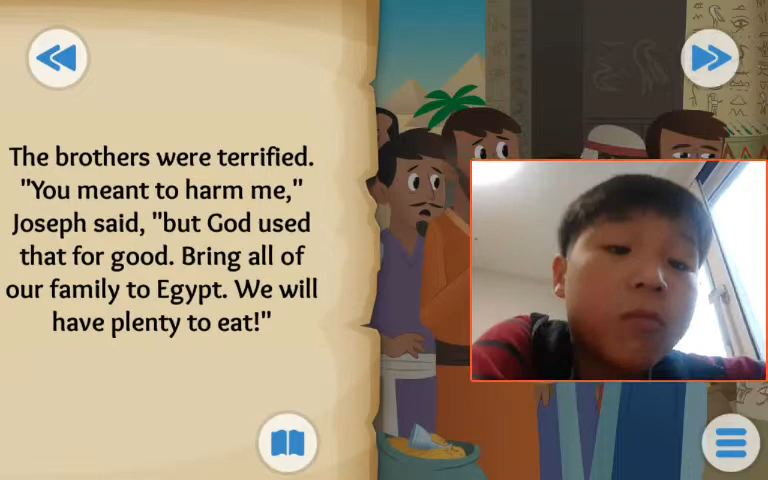 The brothers were terrified.
"You meant to harm me,"
Joseph said, "but God used
that for good. Bring all of
our family to Egypt. We will
have plenty to eat!"